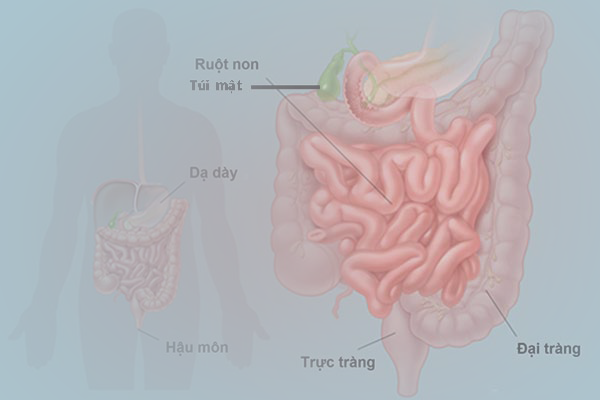 Ruột non
Túi mật
Dạ dày
Hậu môn
Trực tràng
Đại tràng